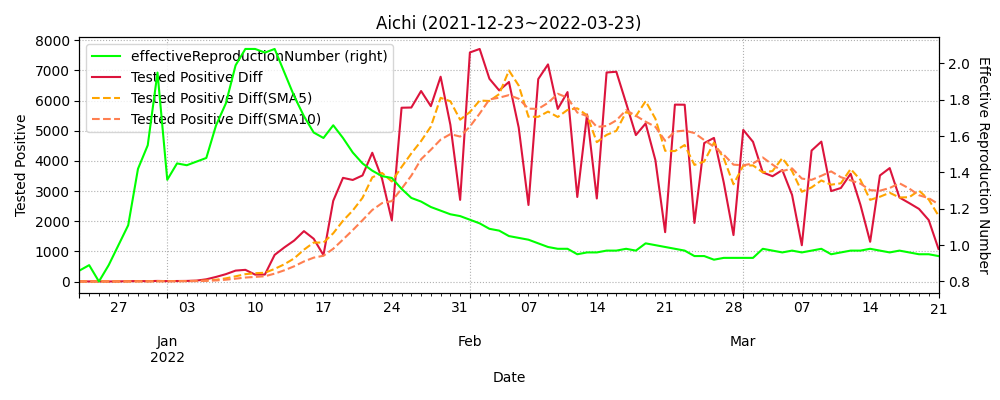 Aichi (2021-12-23~2022-03-23)
effectiveReproductionNumber (right)
Tested Positive Diff
Tested Positive Diff(SMA5)
Tested Positive Diff(SMA10)
Tested Positive
8000
7000
6000
5000
4000
3000
2000
1000
0
2.0
1.8
1.6
1.4
1.2
1.0
0.8
Effective Reproduction Number
27 03 10 17 24 31 07 14 21 28 07 14 21
Jan Feb Mar
2022
Date